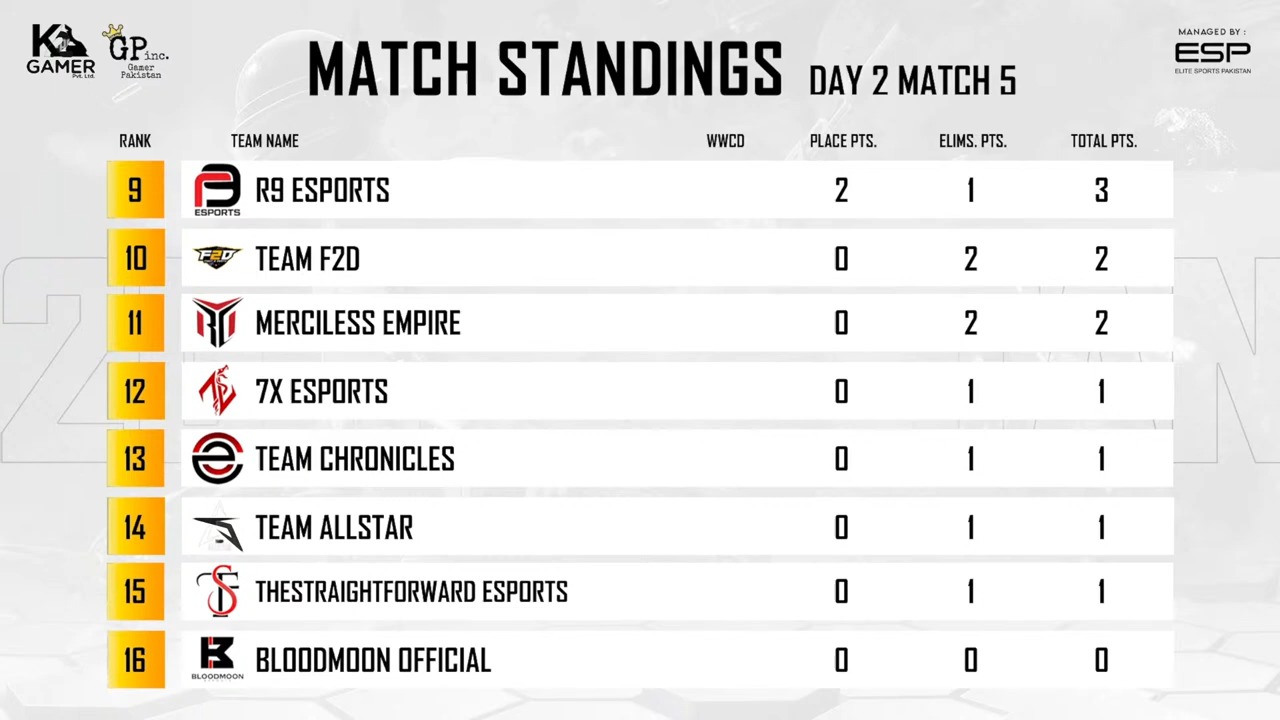 KA GAMER Pvt. Ltd.
GP inc.
Gamer Pakistan
MATCH STANDINGS DAY 2 MATCH 5
MANAGED BY :
ESP
ELITE SPORTS PAKISTAN
RANK TEAM NAME WWCD PLACE PTS. ELIMS. PTS. TOTAL PTS.
9 ESPORTS R9 ESPORTS 2 1 3
10 F2D TEAM F2D 0 2 2
11 MERCILESS EMPIRE 0 2 2
12 7X ESPORTS 0 1 1
13 TEAM CHRONICLES 0 1 1
14 TEAM ALLSTAR 0 1 1
15 THESTRAIGHTFORWARD ESPORTS 0 1 1
16 BLOODMOON BLOODMOON OFFICIAL 0 0 0